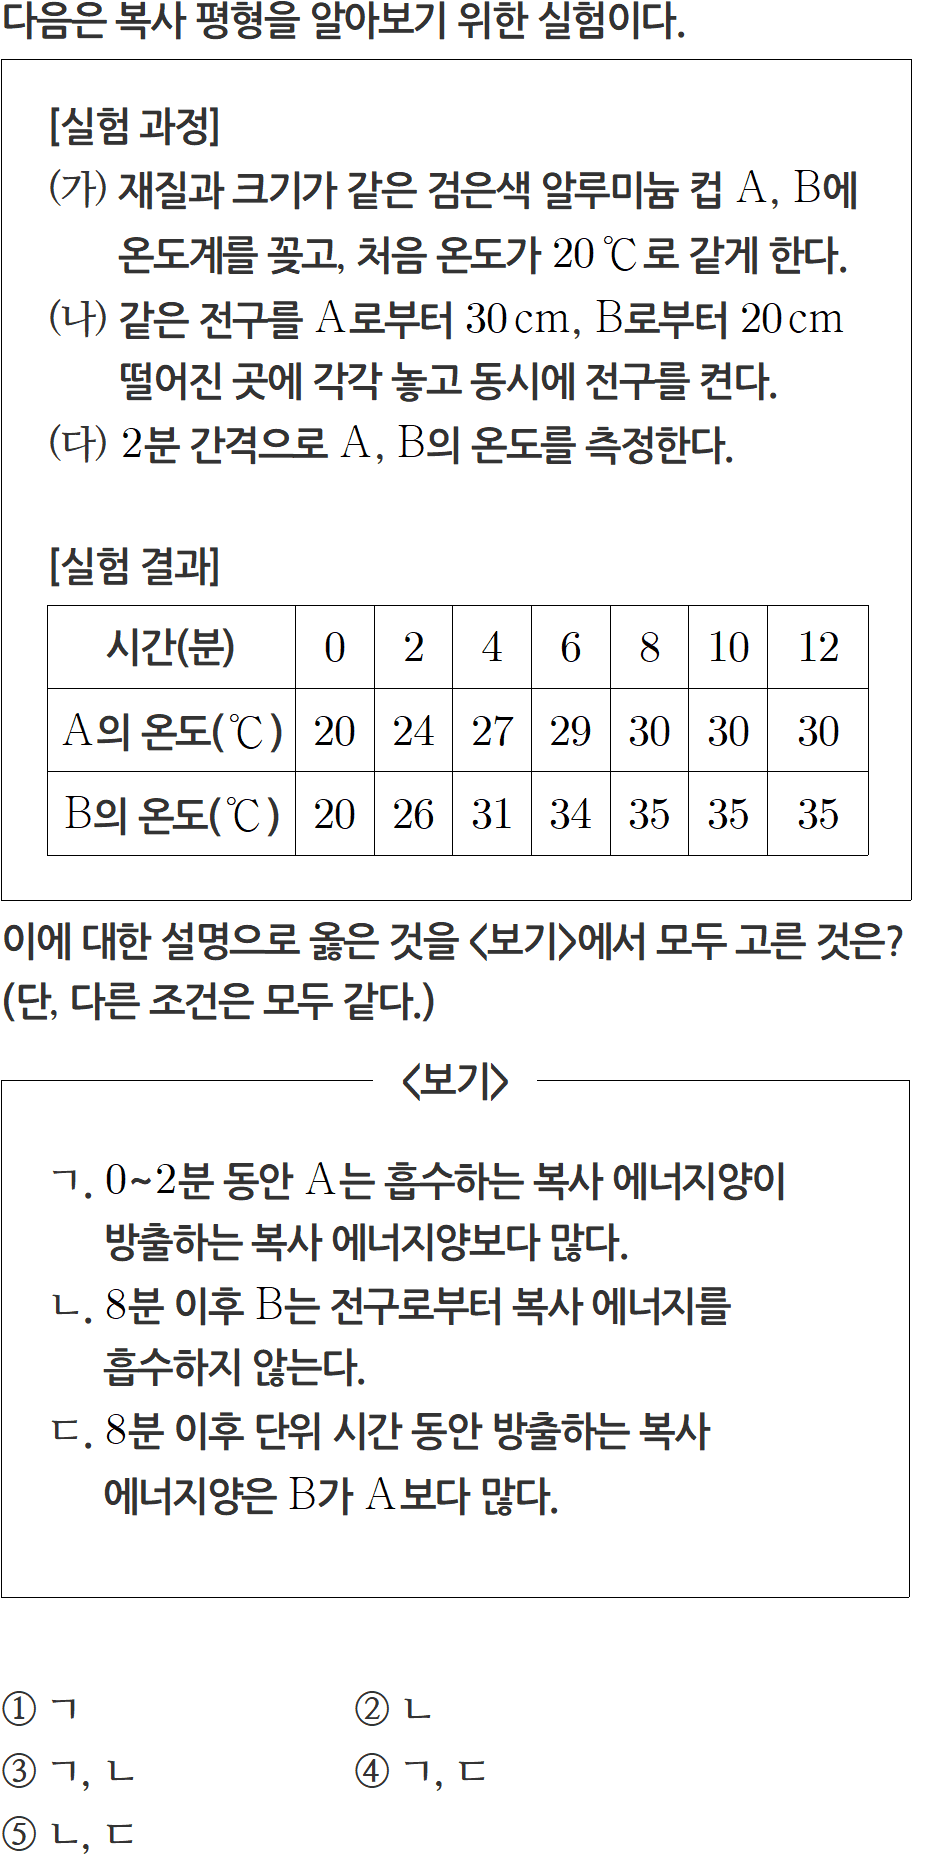 다음은 복사 평형을 알아보기 위한 실험이다.
[실험 과정]
(가) 재질과 크기가 같은 검은색 알루미늄 컵 A, B에
온도계를 꽂고, 처음 온도가 20℃로 같게 한다.
(나) 같은 전구를 A로부터 30cm, B로부터 20cm
떨어진 곳에 각각 놓고 동시에 전구를 켠다.
(다) 2분 간격으로 A, B의 온도를 측정한다.
[실험 결과]
시간(분) 0 2 4 6 8 10 12
A의 온도(℃) 20 24 27 29 30 30 30
B의 온도(℃) 20 26 31 34 35 35 35
이에 대한 설명으로 옳은 것을 <보기>에서 모두 고른 것은?
(단, 다른 조건은 모두 같다.)
<보기>
ㄱ. 0~2분 동안 A는 흡수하는 복사 에너지양이
방출하는 복사 에너지양보다 많다.
ㄴ. 8분 이후 B는 전구로부터 복사 에너지를
흡수하지 않는다.
ㄷ. 8분 이후 단위 시간 동안 방출하는 복사
에너지양은 B가 A보다 많다.
① ㄱ ② ㄴ
③ ㄱ, ㄴ ④ ㄱ, ㄷ
⑤ ㄴ, ㄷ